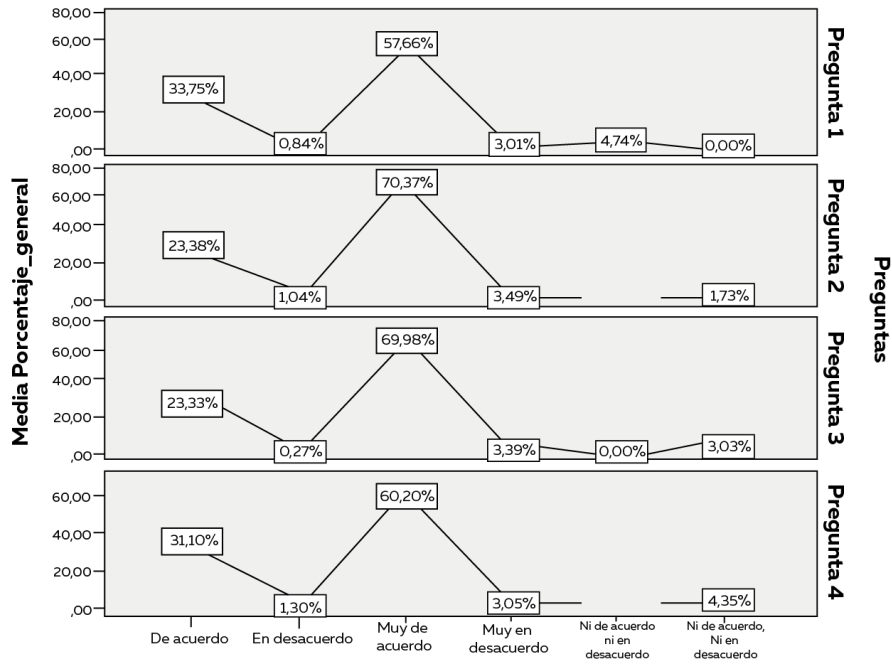 Media Porcentaje_general
Preguntas
80,00
60,00
40,00
20,00
,00
33,75%
0,84%
57,66%
3,01%
4,74%
0,00%
Pregunta 1
80,00
60,00
40,00
20,00
,00
23,38%
1,04%
70,37%
3,49%
1,73%
Pregunta 2
80,00
60,00
40,00
20,00
,00
23,33%
0,27%
69,98%
3,39%
0,00%
3,03%
Pregunta 3
60,00
40,00
20,00
,00
31,10%
1,30%
60,20%
3,05%
4,35%
Pregunta 4
De acuerdo
En desacuerdo
Muy de
acuerdo
Muy en
desacuerdo
Ni de acuerdo
ni en
desacuerdo
Ni de acuerdo,
Ni en
desacuerdo